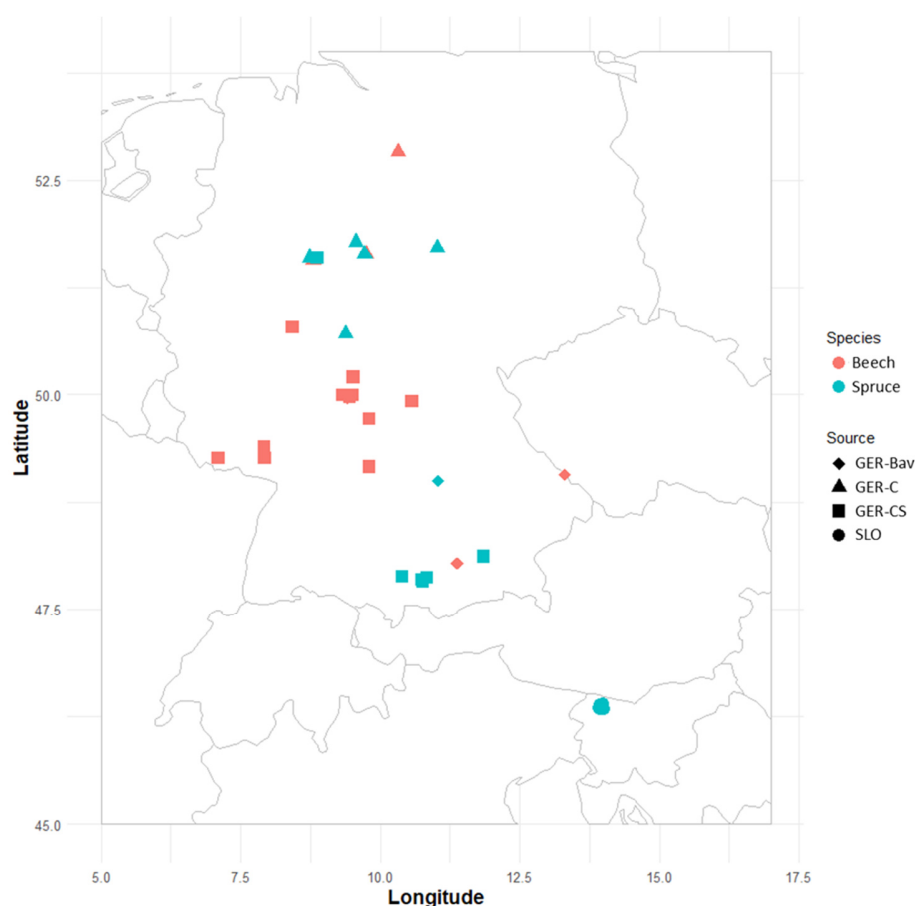 52.5
50.0
47.5
45.0
Latitude
5.0 7.5 10.0 12.5 15.0 17.5
Longitude
Species
Beech
Spruce
Source
GER-Bav
GER-C
GER-CS
SLO